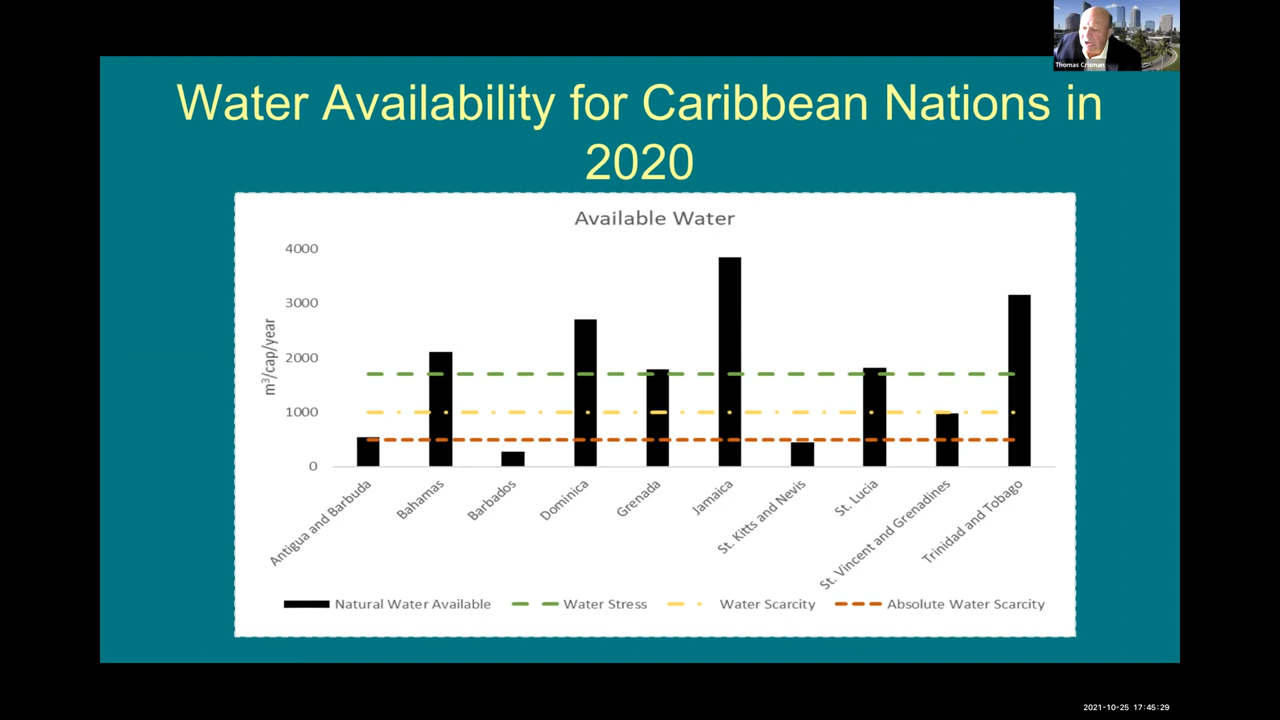 Thomas Crisman
Water Availability for Caribbean Nations in
2020
Available Water
4000
3000
2000
1000
0
m³/cap/year
Antigua and Barbuda
Bahamas
Barbados
Dominica
Grenada
Jamaica
St. Kitts and Nevis
St. Lucia
St. Vincent and Grenadines
Trinidad and Tobago
Natural Water Available
Water Stress
Water Scarcity
Absolute Water Scarcity
2021-10-25 17:45:29